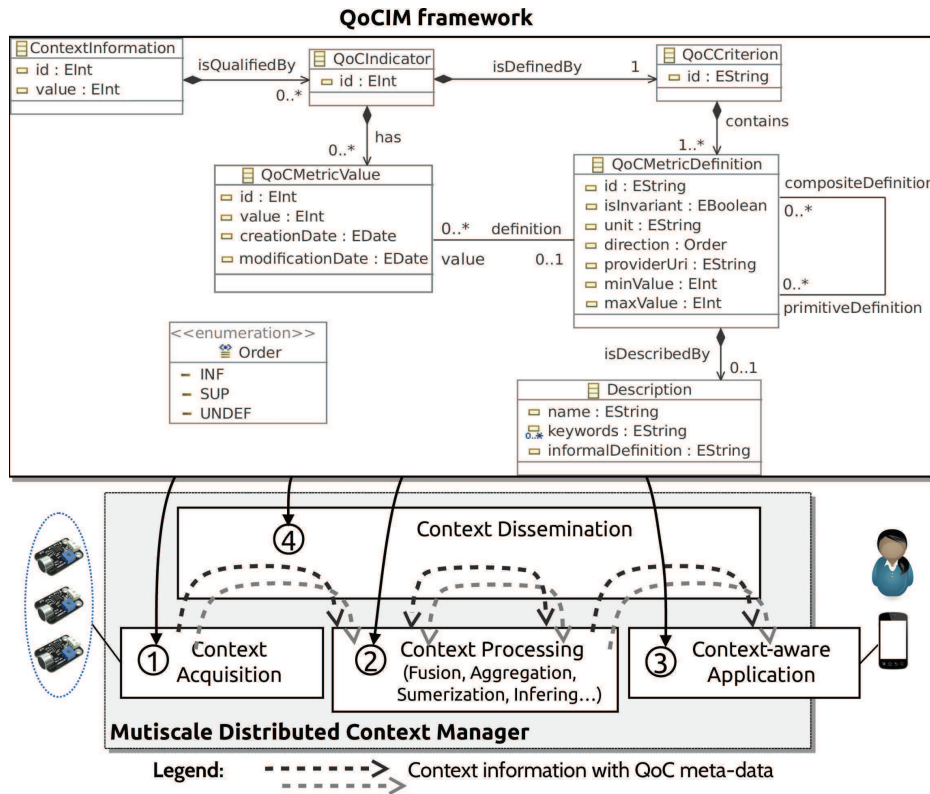 QoCIM framework
ContextInformation
id : EInt
value : EInt
isQualifiedBy
0..*
QoCIndicator
id : EInt
isDefinedBy
1
QoCCriterion
id : EString
has
0..*
contains
1..*
QoCMetricValue
id : EInt
value : EInt
creationDate : EDate
modificationDate : EDate
0..*
definition
value
0..1
QoCMetricDefinition
id : EString
isInvariant : EBoolean
unit : EString
direction : Order
providerUri : EString
minValue : EInt
maxValue : EInt
compositeDefinition
0..*
0..*
primitiveDefinition
<<enumeration>>
Order
INF
SUP
UNDEF
isDescribedBy
0..1
Description
name : EString
keywords : EString
0..*
informalDefinition : EString
4
Context Dissemination
1
Context
Acquisition
2
Context Processing
(Fusion, Aggregation,
Sumerization, Infering...)
3
Context-aware
Application
Mutiscale Distributed Context Manager
Legend:
Context information with QoC meta-data